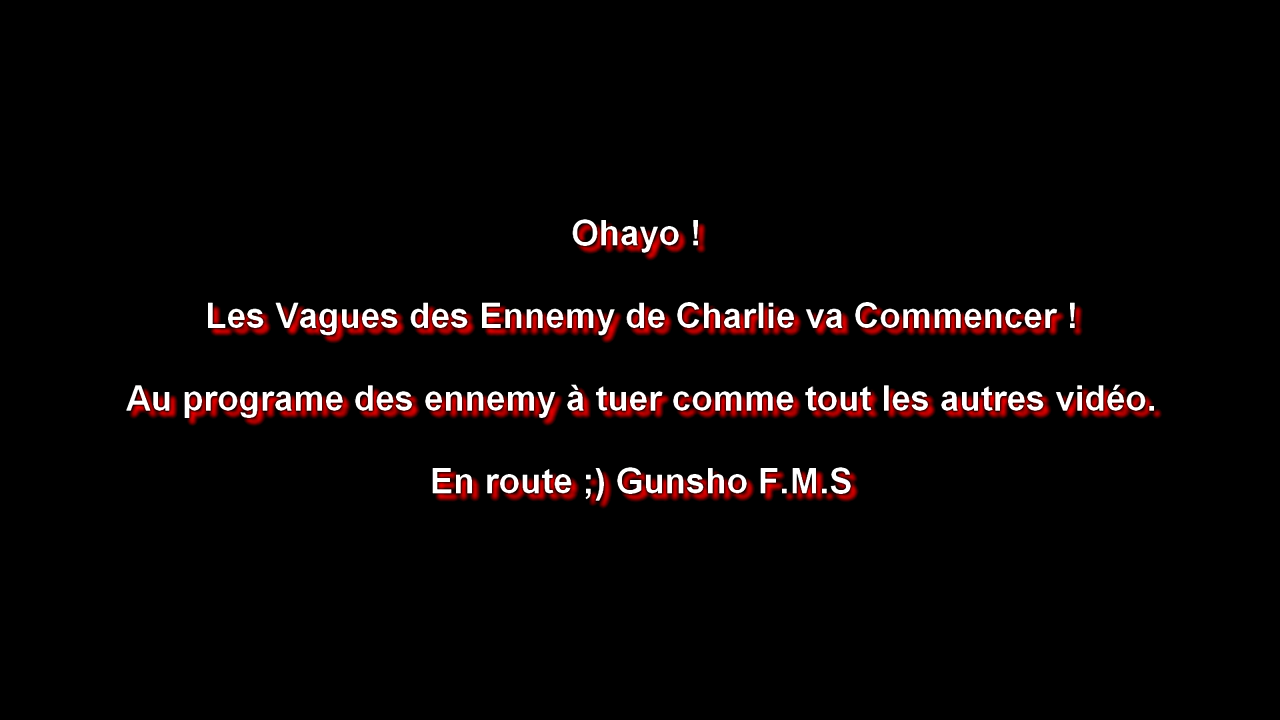 Ohayo !
Les Vagues des Ennemy de Charlie va Commencer !
Au programe des ennemy à tuer comme tout les autres vidéo.
En route ;) Gunsho F.M.S